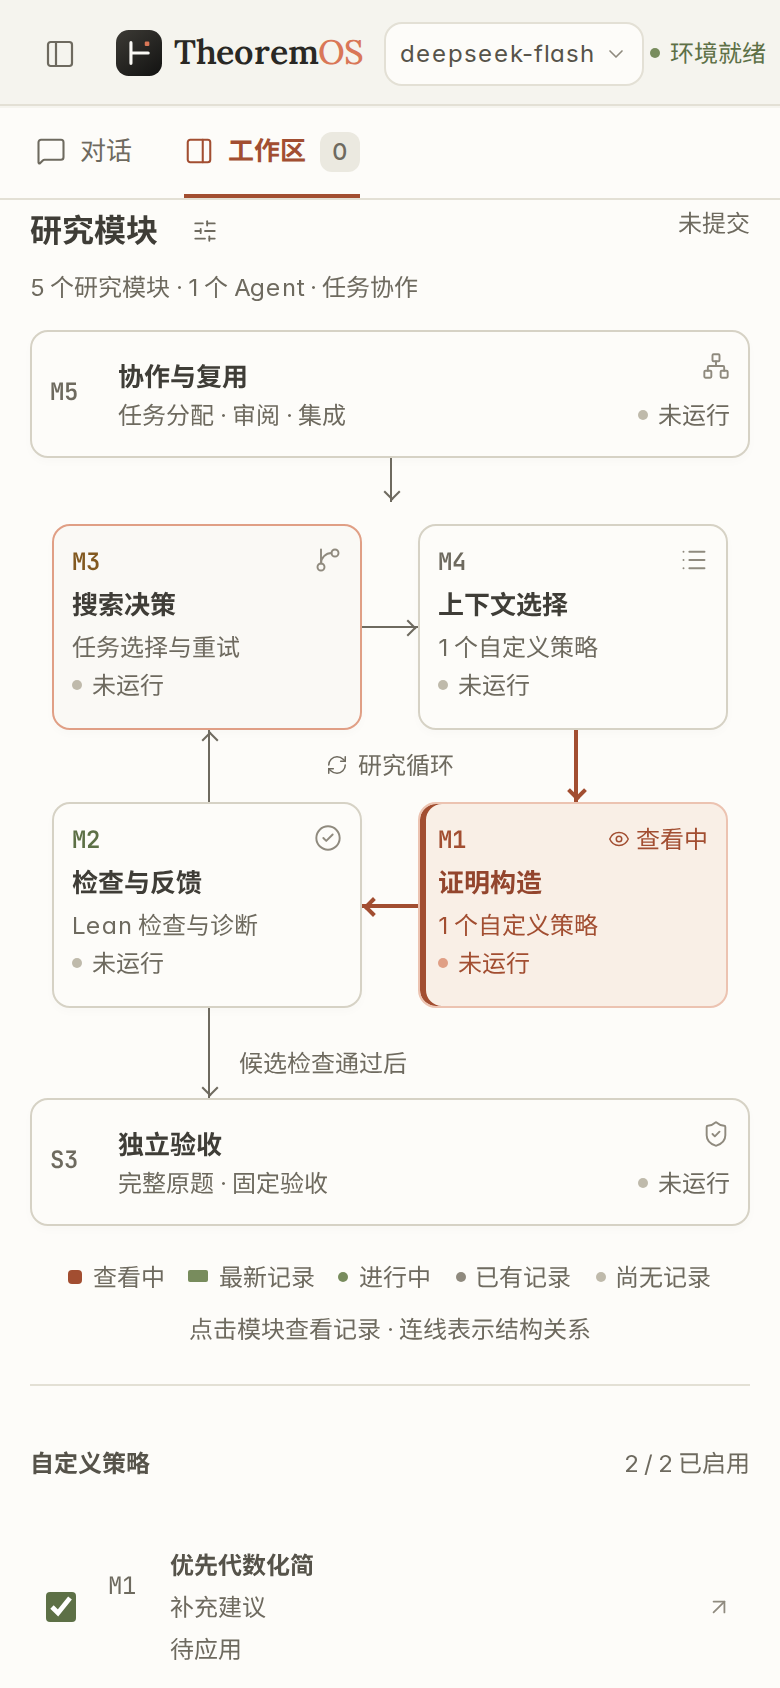 TheoremOS
deepseek-flash
环境就绪
对话
工作区
0
研究模块
未提交
5 个研究模块 · 1 个 Agent · 任务协作
M5
协作与复用
任务分配 · 审阅 · 集成
未运行
M3
搜索决策
任务选择与重试
未运行
M4
上下文选择
1 个自定义策略
未运行
研究循环
M2
检查与反馈
Lean 检查与诊断
未运行
M1
查看中
证明构造
1 个自定义策略
未运行
候选检查通过后
S3
独立验收
完整原题 · 固定验收
未运行
查看中
最新记录
进行中
已有记录
尚无记录
点击模块查看记录 · 连线表示结构关系
自定义策略
2 / 2 已启用
M1
优先代数化简
补充建议
待应用